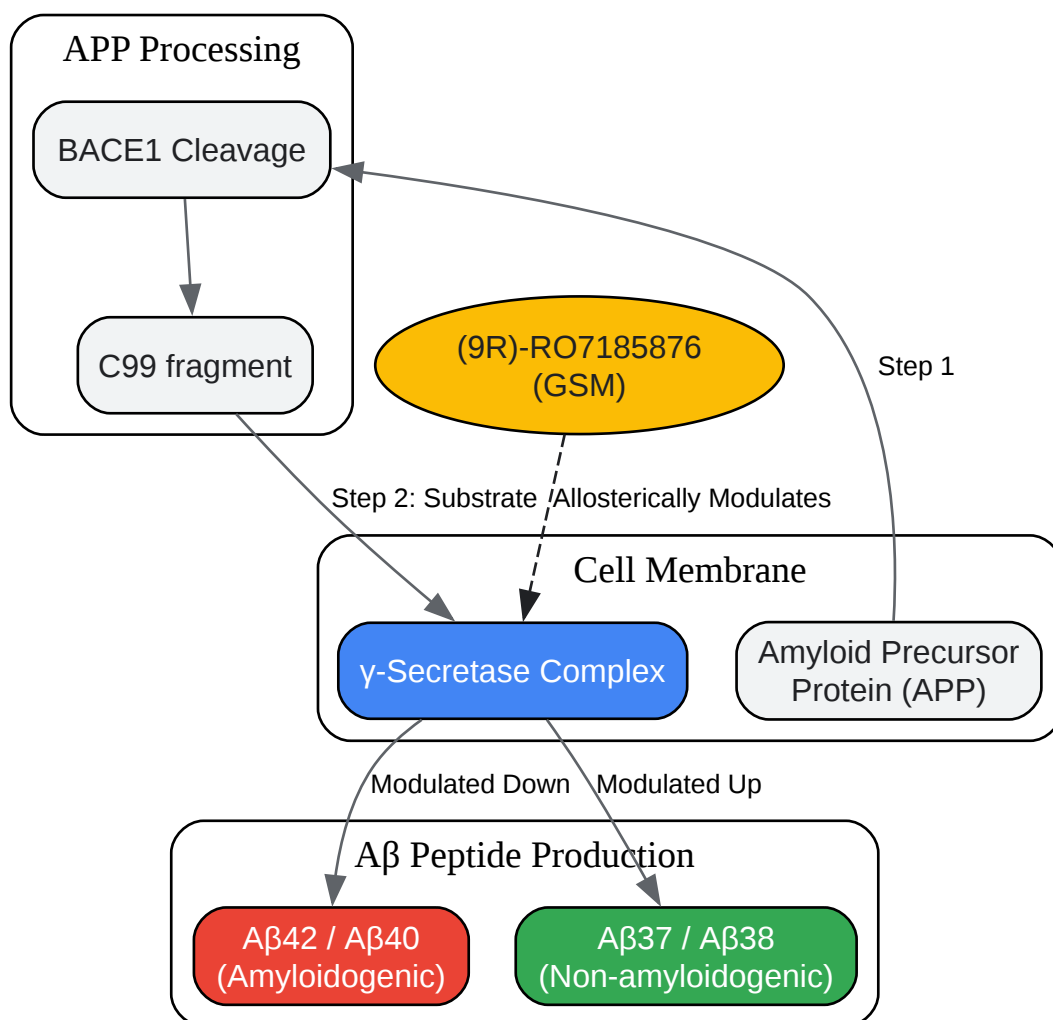 APP Processing
BACE1 Cleavage
C99 fragment
(9R)-RO7185876
(GSM)
Step 1
Step 2: Substrate
Allosterically Modulates
Cell Membrane
γ-Secretase Complex
Amyloid Precursor
Protein (APP)
Modulated Down
Modulated Up
Aβ Peptide Production
Aβ42 / Aβ40
(Amyloidogenic)
Aβ37 / Aβ38
(Non-amyloidogenic)